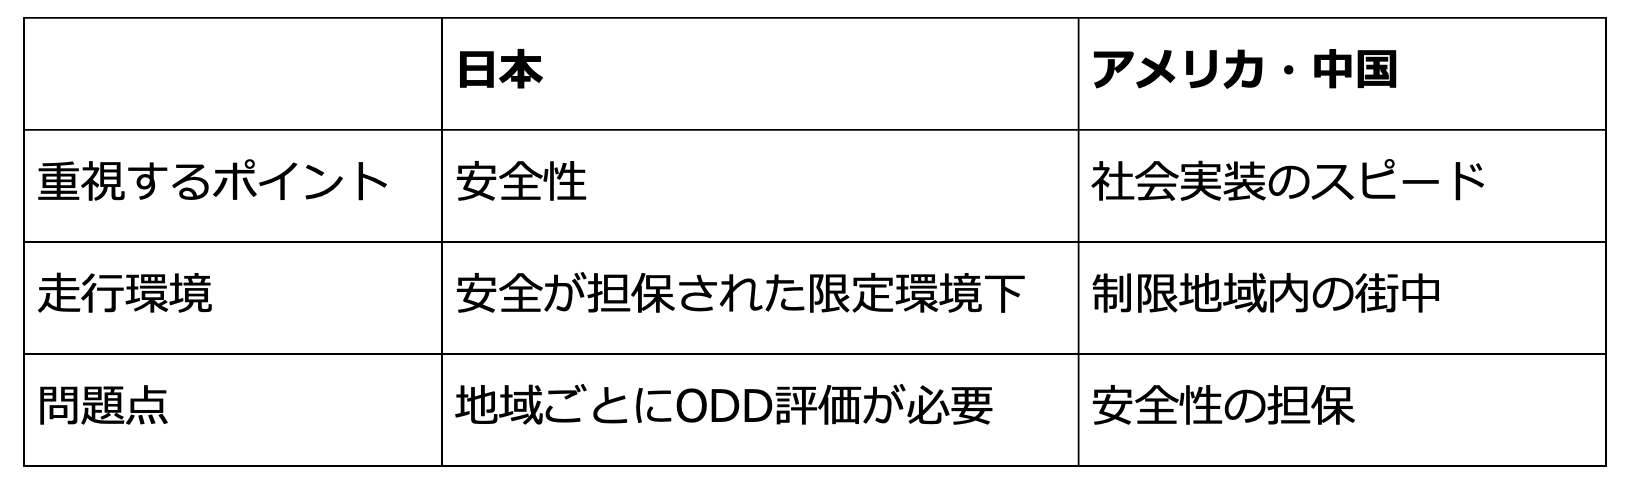 日本 アメリカ・中国
重視するポイント 安全性 社会実装のスピード
走行環境 安全が担保された限定環境下 制限地域内の街中
問題点 地域ごとにODD評価が必要 安全性の担保